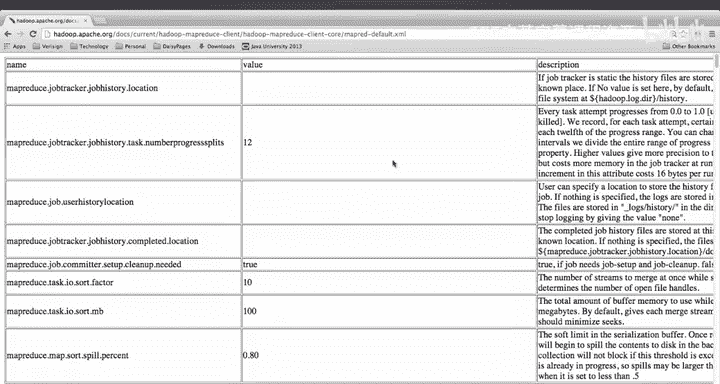 hadoop.apache.org/docs/c
hadoop.apache.org/docs/current/hadoop-mapreduce-client/hadoop-mapreduce-client-core/mapred-default.xml
Apps Verisign Technology Task Personal DaisyPages Dev Stocks Java University 2013 Other Bookmarks
name value description
mapreduce.jobtracker.jobhistory.location If job tracker is static the history files are stored
known place. If No value is set here, by default,
file system at ${hadoop.log.dir}/history.
mapreduce.jobtracker.jobhistory.task.numberprogresssplits 12 Every task attempt progresses from 0.0 to 1.0 [u
killed]. We record, for each task attempt, certai
each twelfth of the progress range. You can chan
intervals we divide the entire range of progress
property. Higher values give more precision to t
but costs more memory in the job tracker at run
increment in this attribute costs 16 bytes per run
mapreduce.job.userhistorylocation User can specify a location to store the history f
job. If nothing is specified, the logs are stored i
The files are stored in "_logs/history/" in the dir
stop logging by giving the value "none".
mapreduce.jobtracker.jobhistory.completed.location The completed job history files are stored at thi
known location. If nothing is specified, the files
${mapreduce.jobtracker.jobhistory.location}/do
mapreduce.job.committer.setup.cleanup.needed true true, if job needs job-setup and job-cleanup. fals
mapreduce.task.io.sort.factor 10 The number of streams to merge at once while s
determines the number of open file handles.
mapreduce.task.io.sort.mb 100 The total amount of buffer memory to use while
megabytes. By default, gives each merge stream
should minimize seeks.
mapreduce.map.sort.spill.percent 0.80 The soft limit in the serialization buffer. Once r
will begin to spill the contents to disk in the bac
collection will not block if this threshold is excee
is already in progress, so spills may be larger th
when it is set to less than .5